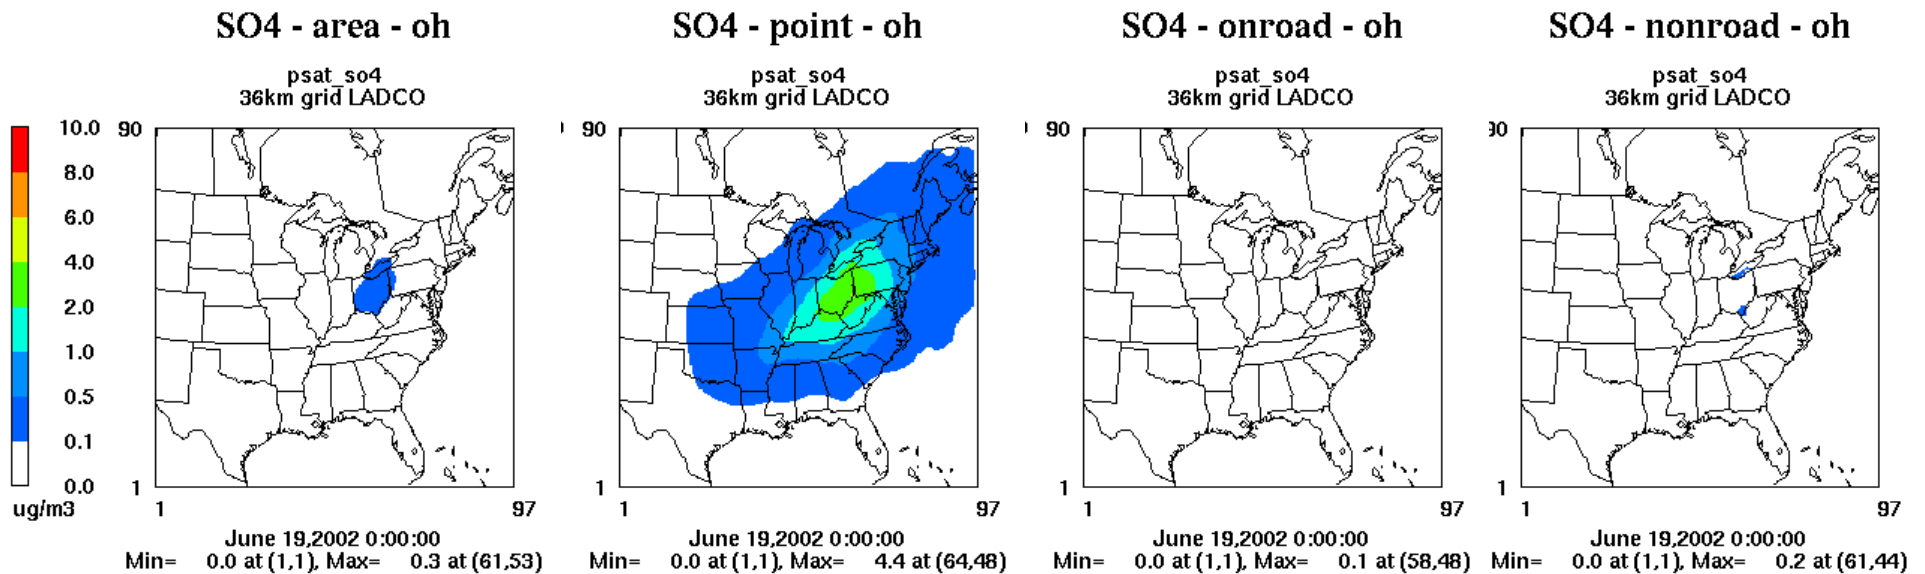 SO4 - area - oh
psat_so4
36km grid LADCO
10.0
8.0
6.0
4.0
2.0
1.0
0.5
0.1
0.0
ug/m3
90
1
1
97
June 19,2002 0:00:00
Min= 0.0 at (1,1), Max= 0.3 at (61,53)
SO4 - point - oh
psat_so4
36km grid LADCO
90
1
1
97
June 19,2002 0:00:00
Min= 0.0 at (1,1), Max= 4.4 at (64,48)
SO4 - onroad - oh
psat_so4
36km grid LADCO
90
1
1
97
June 19,2002 0:00:00
Min= 0.0 at (1,1), Max= 0.1 at (58,48)
SO4 - nonroad - oh
psat_so4
36km grid LADCO
90
1
1
97
June 19,2002 0:00:00
Min= 0.0 at (1,1), Max= 0.2 at (61,44)